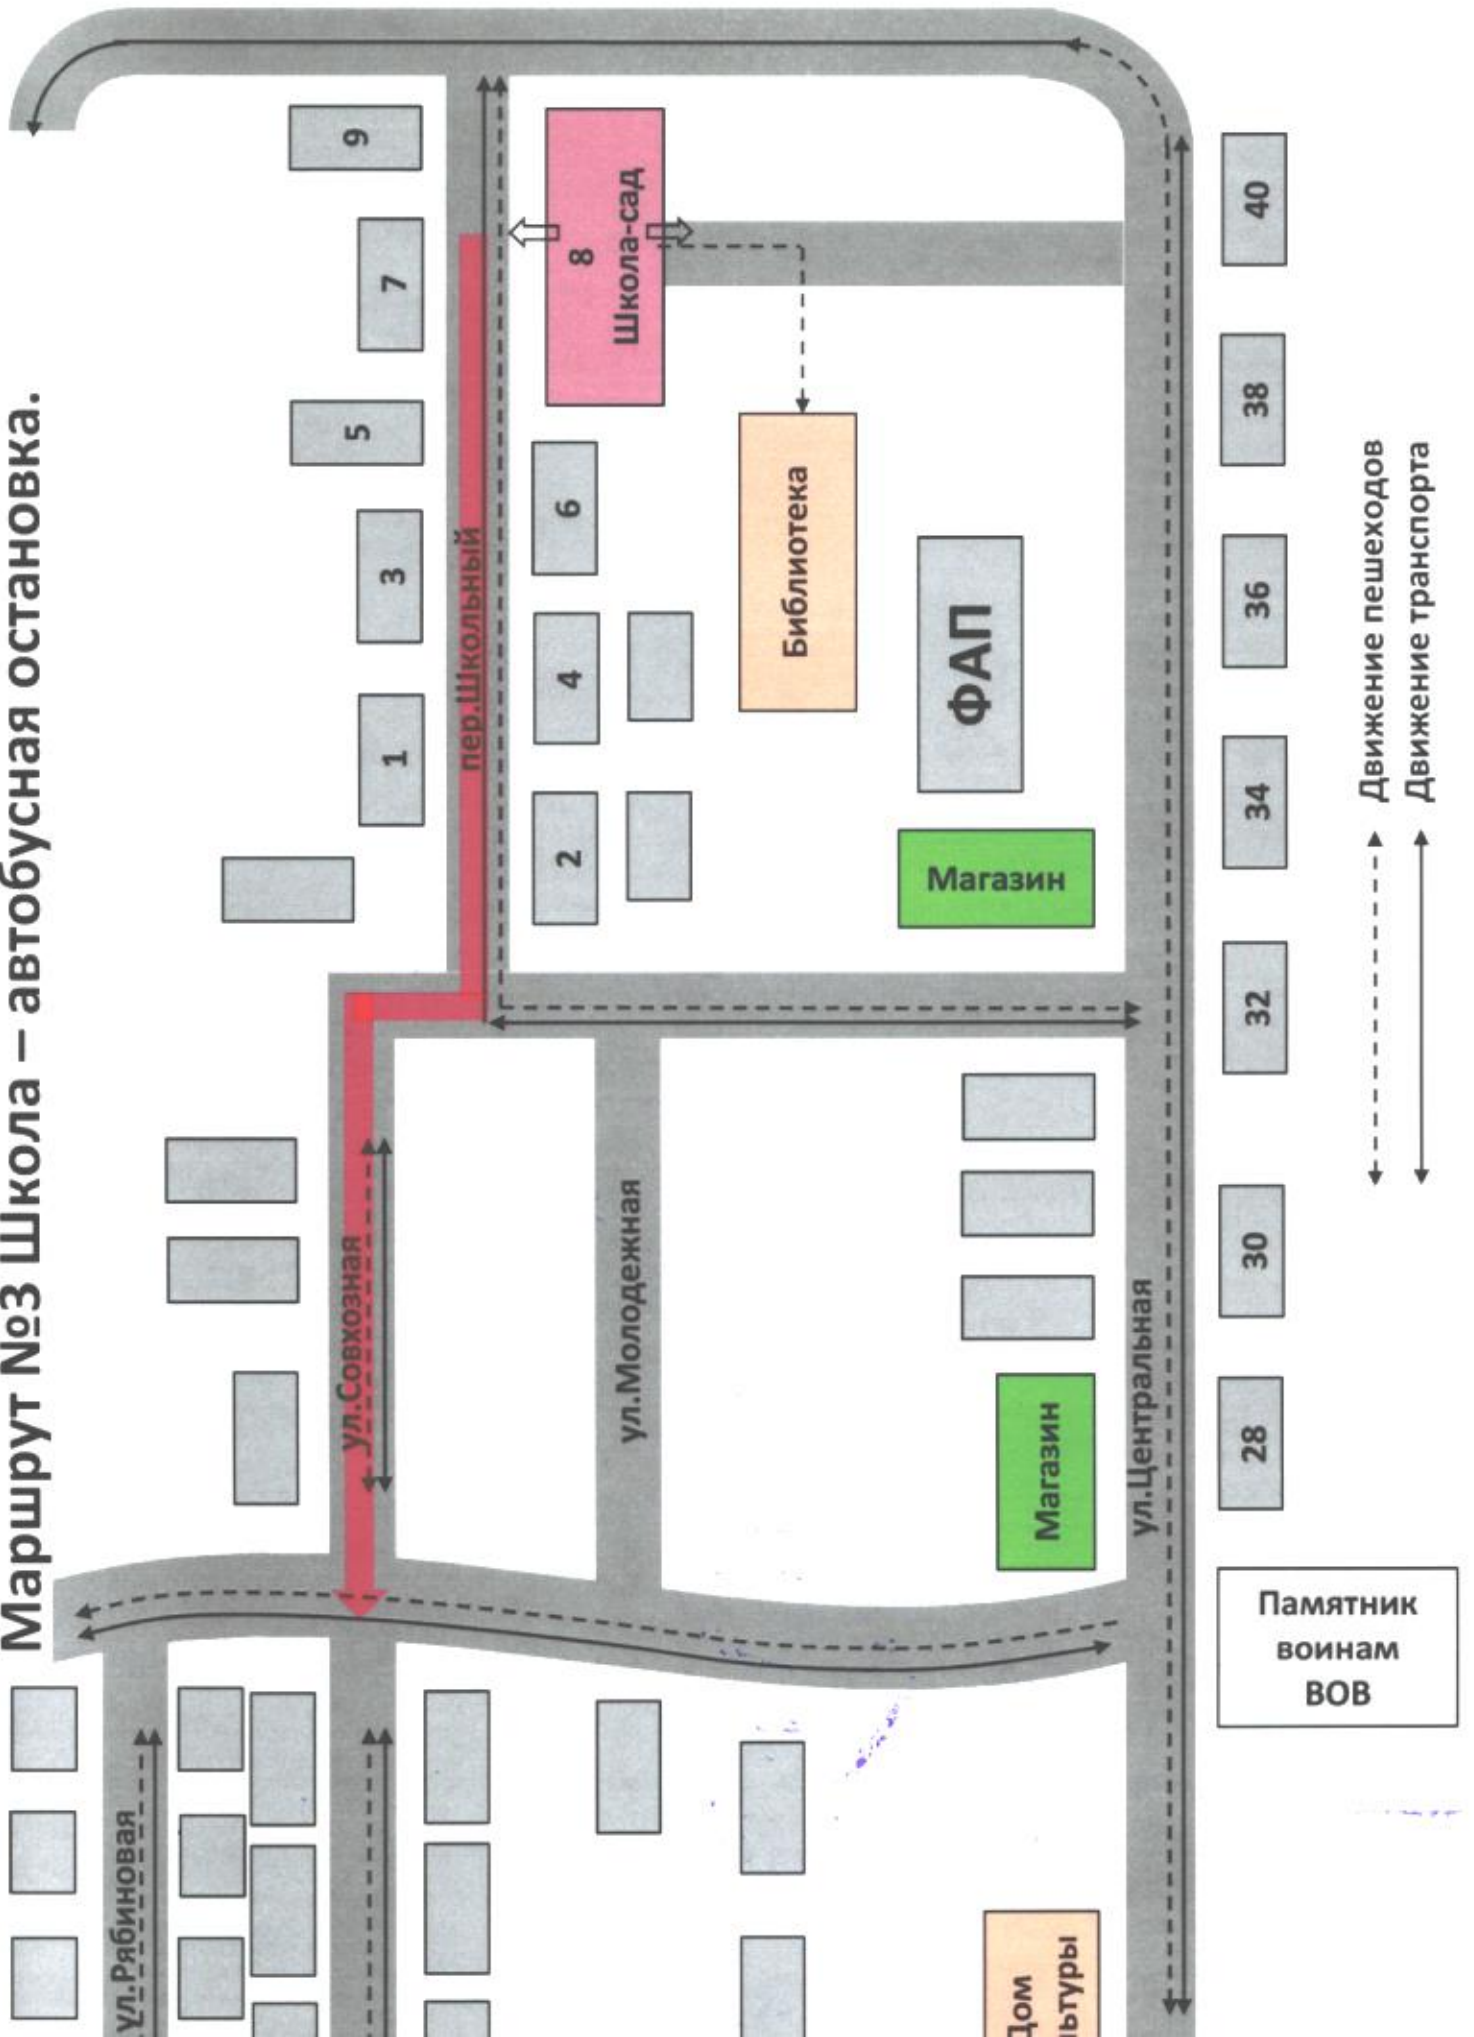 Маршрут №3 Школа – автобусная остановка.
9
7
5
3
1
пер.Школьный
8
Школа-сад
6
4
2
Библиотека
ФАП
Магазин
40
38
36
34
32
30
28
ул.Совхозная
ул.Молодежная
Магазин
ул.Центральная
Памятник
воинам
ВОВ
ул.Рябиновая
Дом
ьтуры
Движение пешеходов
Движение транспорта